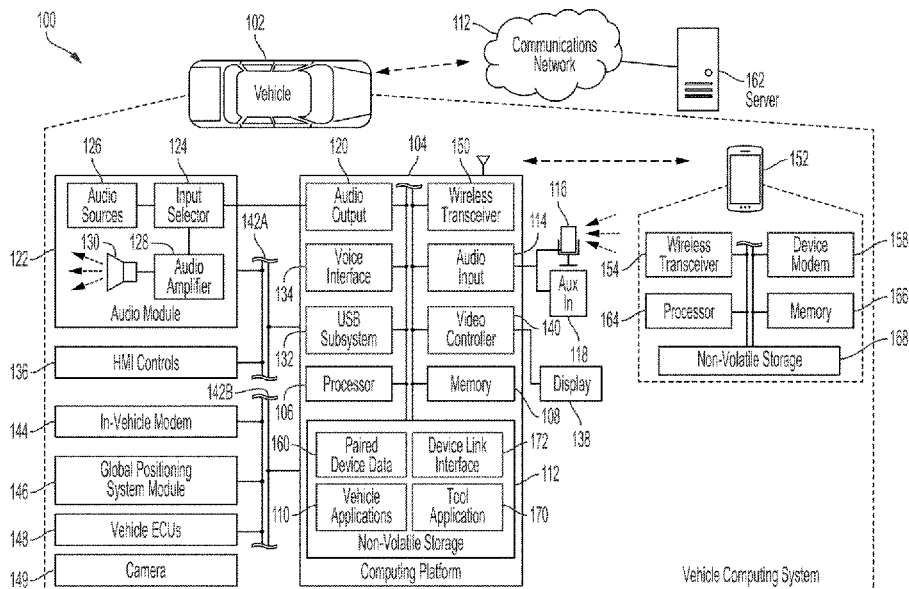 100
102
Vehicle
112
Communications
Network
162
Server
126
124
Audio
Sources
Input
Selector
122
130
128
Audio
Amplifier
Audio Module
142A
120
104
150
Audio
Output
Wireless
Transceiver
134
Voice
Interface
Audio
Input
114
116
Aux
In
118
132
USB
Subsystem
Video
Controller
140
136
HMI Controls
142B
106
Processor
Memory
108
Display
138
144
In-Vehicle Modem
146
Global Positioning
System Module
148
Vehicle ECUs
149
Camera
160
Paired
Device Data
Device Link
Interface
172
112
110
Vehicle
Applications
Tool
Application
170
Non-Volatile Storage
Computing Platform
152
154
Wireless
Transceiver
Device
Modem
158
164
Processor
Memory
166
Non-Volatile Storage
168
Vehicle Computing System